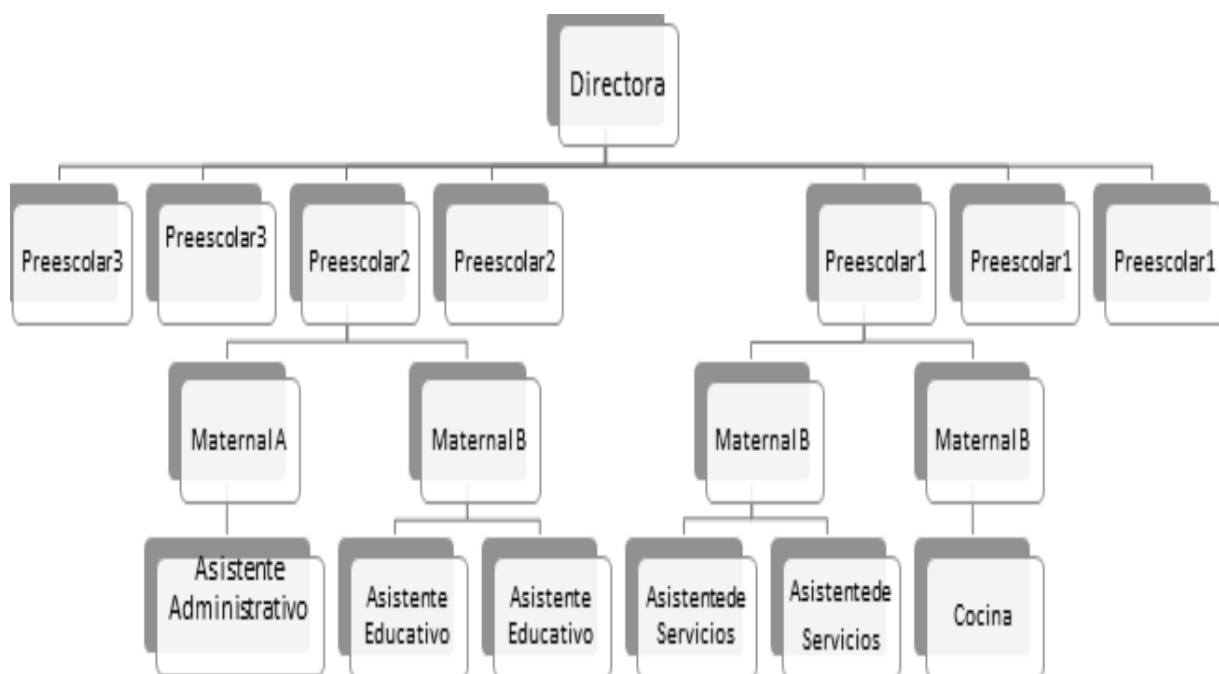 Directora
Preescolar3
Preescolar3
Preescolar2
Preescolar2
Preescolar1
Preescolar1
Preescolar1
Maternal A
Maternal B
Maternal B
Maternal B
Asistente
Administrativo
Asistente
Educativo
Asistente
Educativo
Asistentede
Servicios
Asistentede
Servicios
Cocina